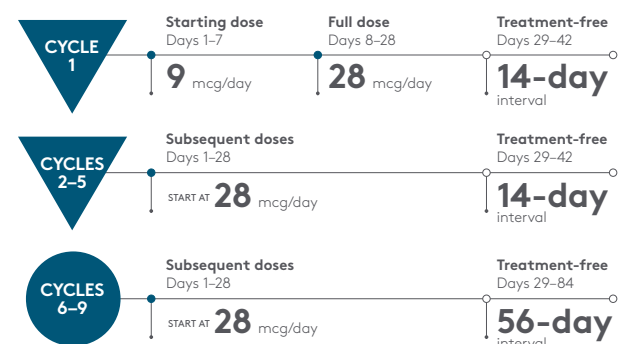 CYCLE
1
Starting dose
Days 1–7
9 mcg/day
Full dose
Days 8–28
28 mcg/day
Treatment-free
Days 29–42
14-day
interval
CYCLES
2–5
Subsequent doses
Days 1–28
START AT 28 mcg/day
Treatment-free
Days 29–42
14-day
interval
CYCLES
6–9
Subsequent doses
Days 1–28
START AT 28 mcg/day
Treatment-free
Days 29–84
56-day
interval